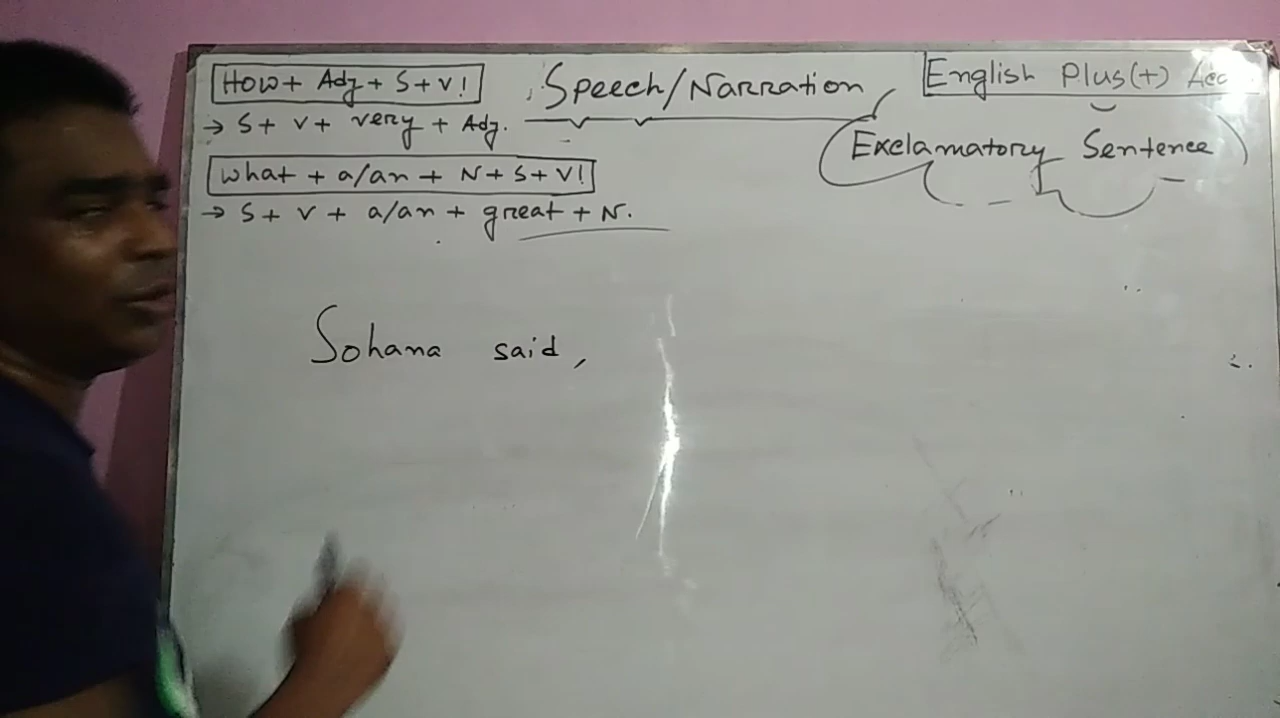 How + Adj + S + V!
→ S + V + very + Adj.
what + a/an + N + S + V!
→ S + V + a/an + great + N.
Speech/Narration
English Plus(+)
Exclamatory Sentence
Sohana said,